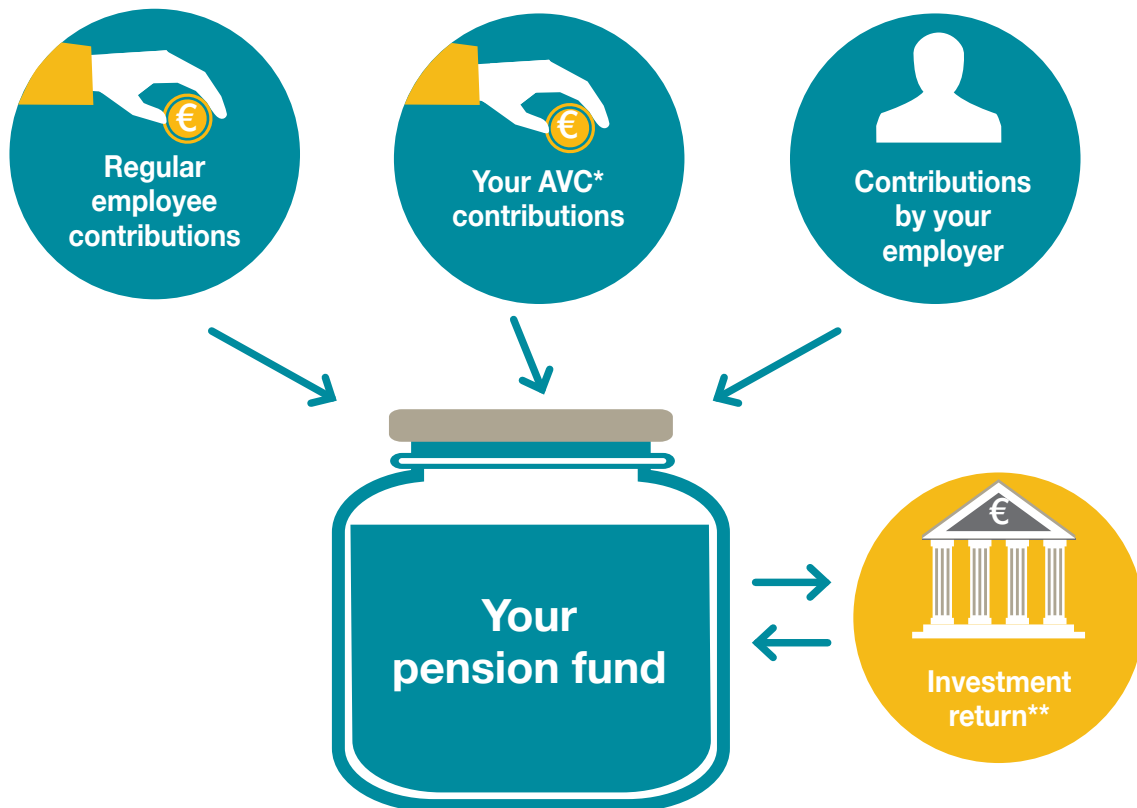 €
Regular
employee
contributions
€
Your AVC*
contributions
Contributions
by your
employer
Your
pension fund
€
Investment
return**